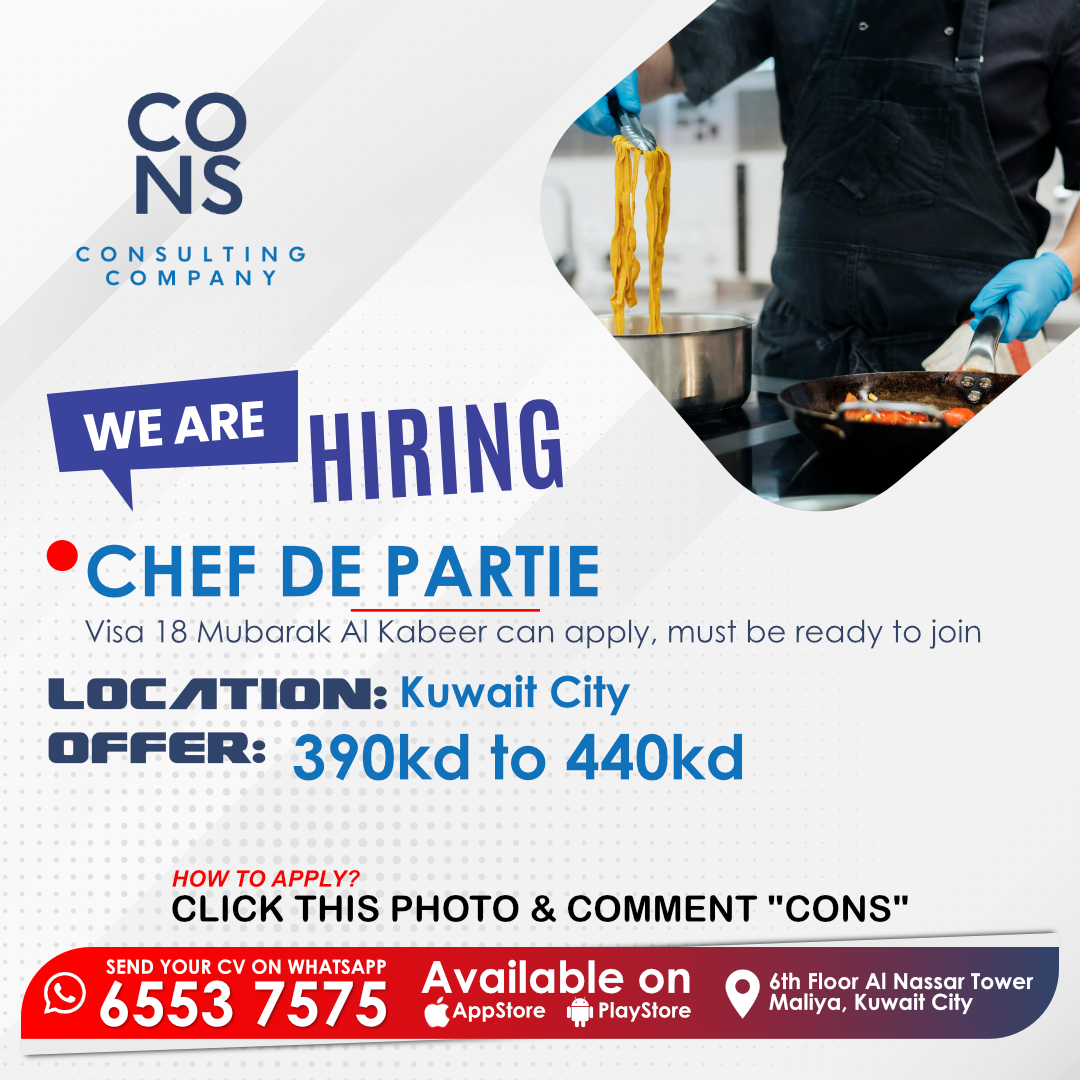 CO
NS
CONSULTING
COMPANY
WE ARE
HIRING
CHEF DE PARTIE
Visa 18 Mubarak Al Kabeer can apply, must be ready to join
LOCATION: Kuwait City
OFFER: 390kd to 440kd
HOW TO APPLY?
CLICK THIS PHOTO & COMMENT "CONS"
SEND YOUR CV ON WHATSAPP
6553 7575
Available on
AppStore PlayStore
6th Floor Al Nassar Tower
Maliya, Kuwait City